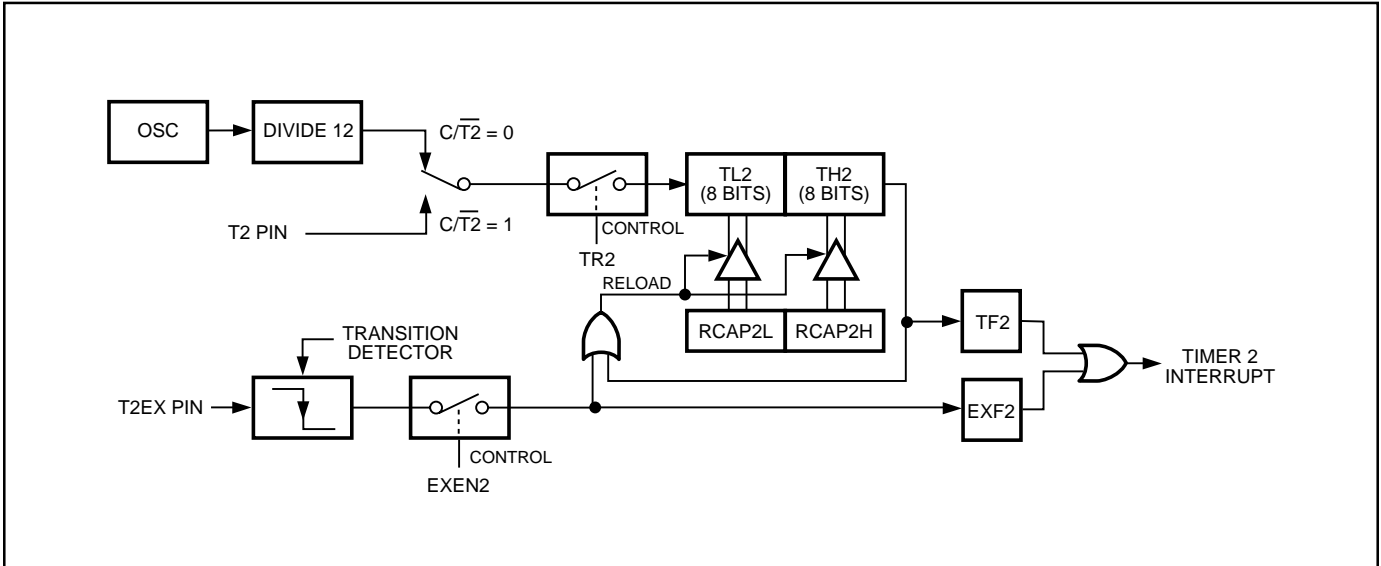 OSC
DIVIDE 12
C/T2̅ = 0
T2 PIN
C/T2̅ = 1
CONTROL
TR2
TL2
(8 BITS)
TH2
(8 BITS)
RELOAD
RCAP2L
RCAP2H
TF2
TRANSITION
DETECTOR
T2EX PIN
CONTROL
EXEN2
EXF2
TIMER 2
INTERRUPT